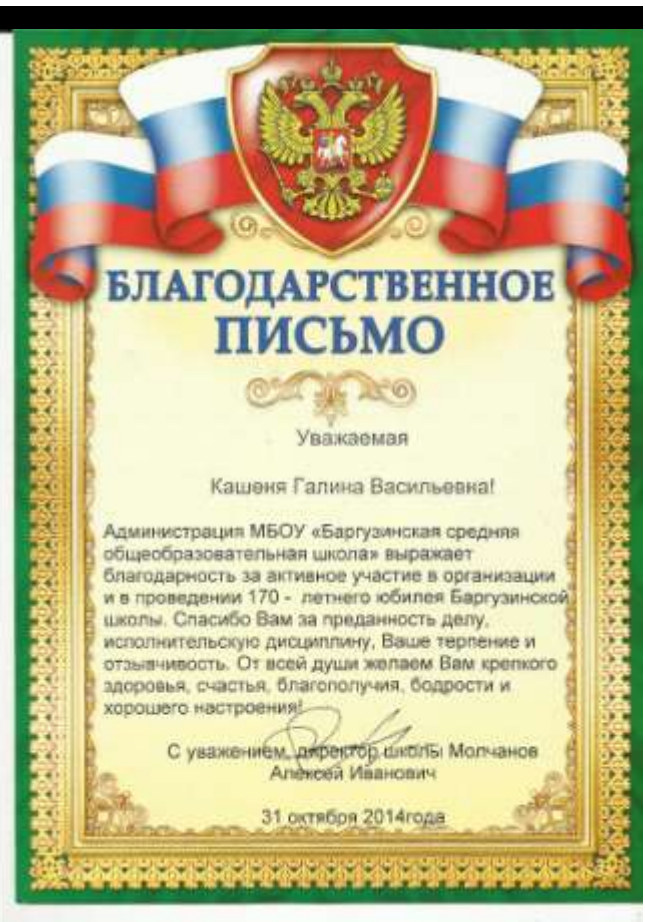 БЛАГОДАРСТВЕННОЕ
ПИСЬМО
Уважаемая
Кашеня Галина Васильевна!
Администрация МБОУ «Баргузинская средняя
общеобразовательная школа» выражает
благодарность за активное участие в организации
и в проведении 170 - летнего юбилея Баргузинской
школы. Спасибо Вам за преданность делу,
исполнительскую дисциплину, Ваше терпение и
отзывчивость. От всей души желаем Вам крепкого
здоровья, счастья, благополучия, бодрости и
хорошего настроения!
С уважением, директор школы Молчанов
Алексей Иванович
31 октября 2014года